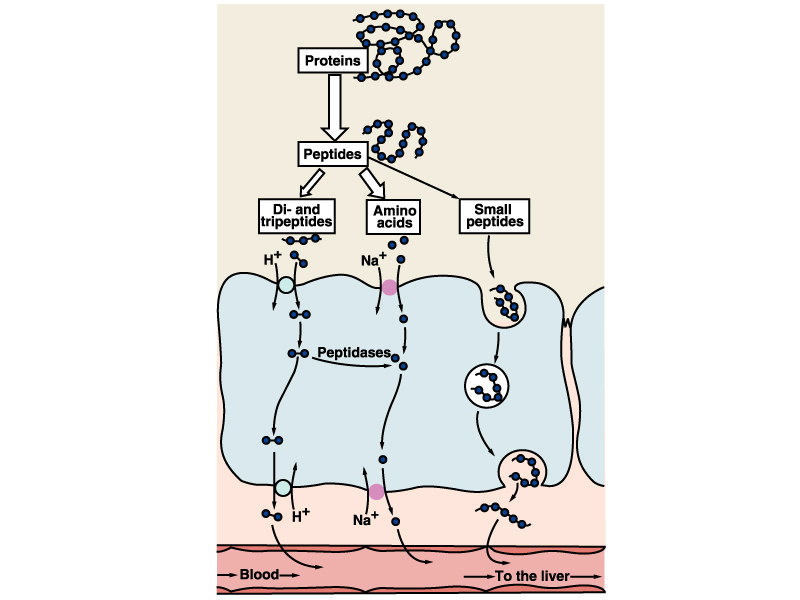 Proteins
Peptides
Di- and
tripeptides
Amino
acids
Small
peptides
H+
Na+
Peptidases
H+
Na+
Blood
To the liver